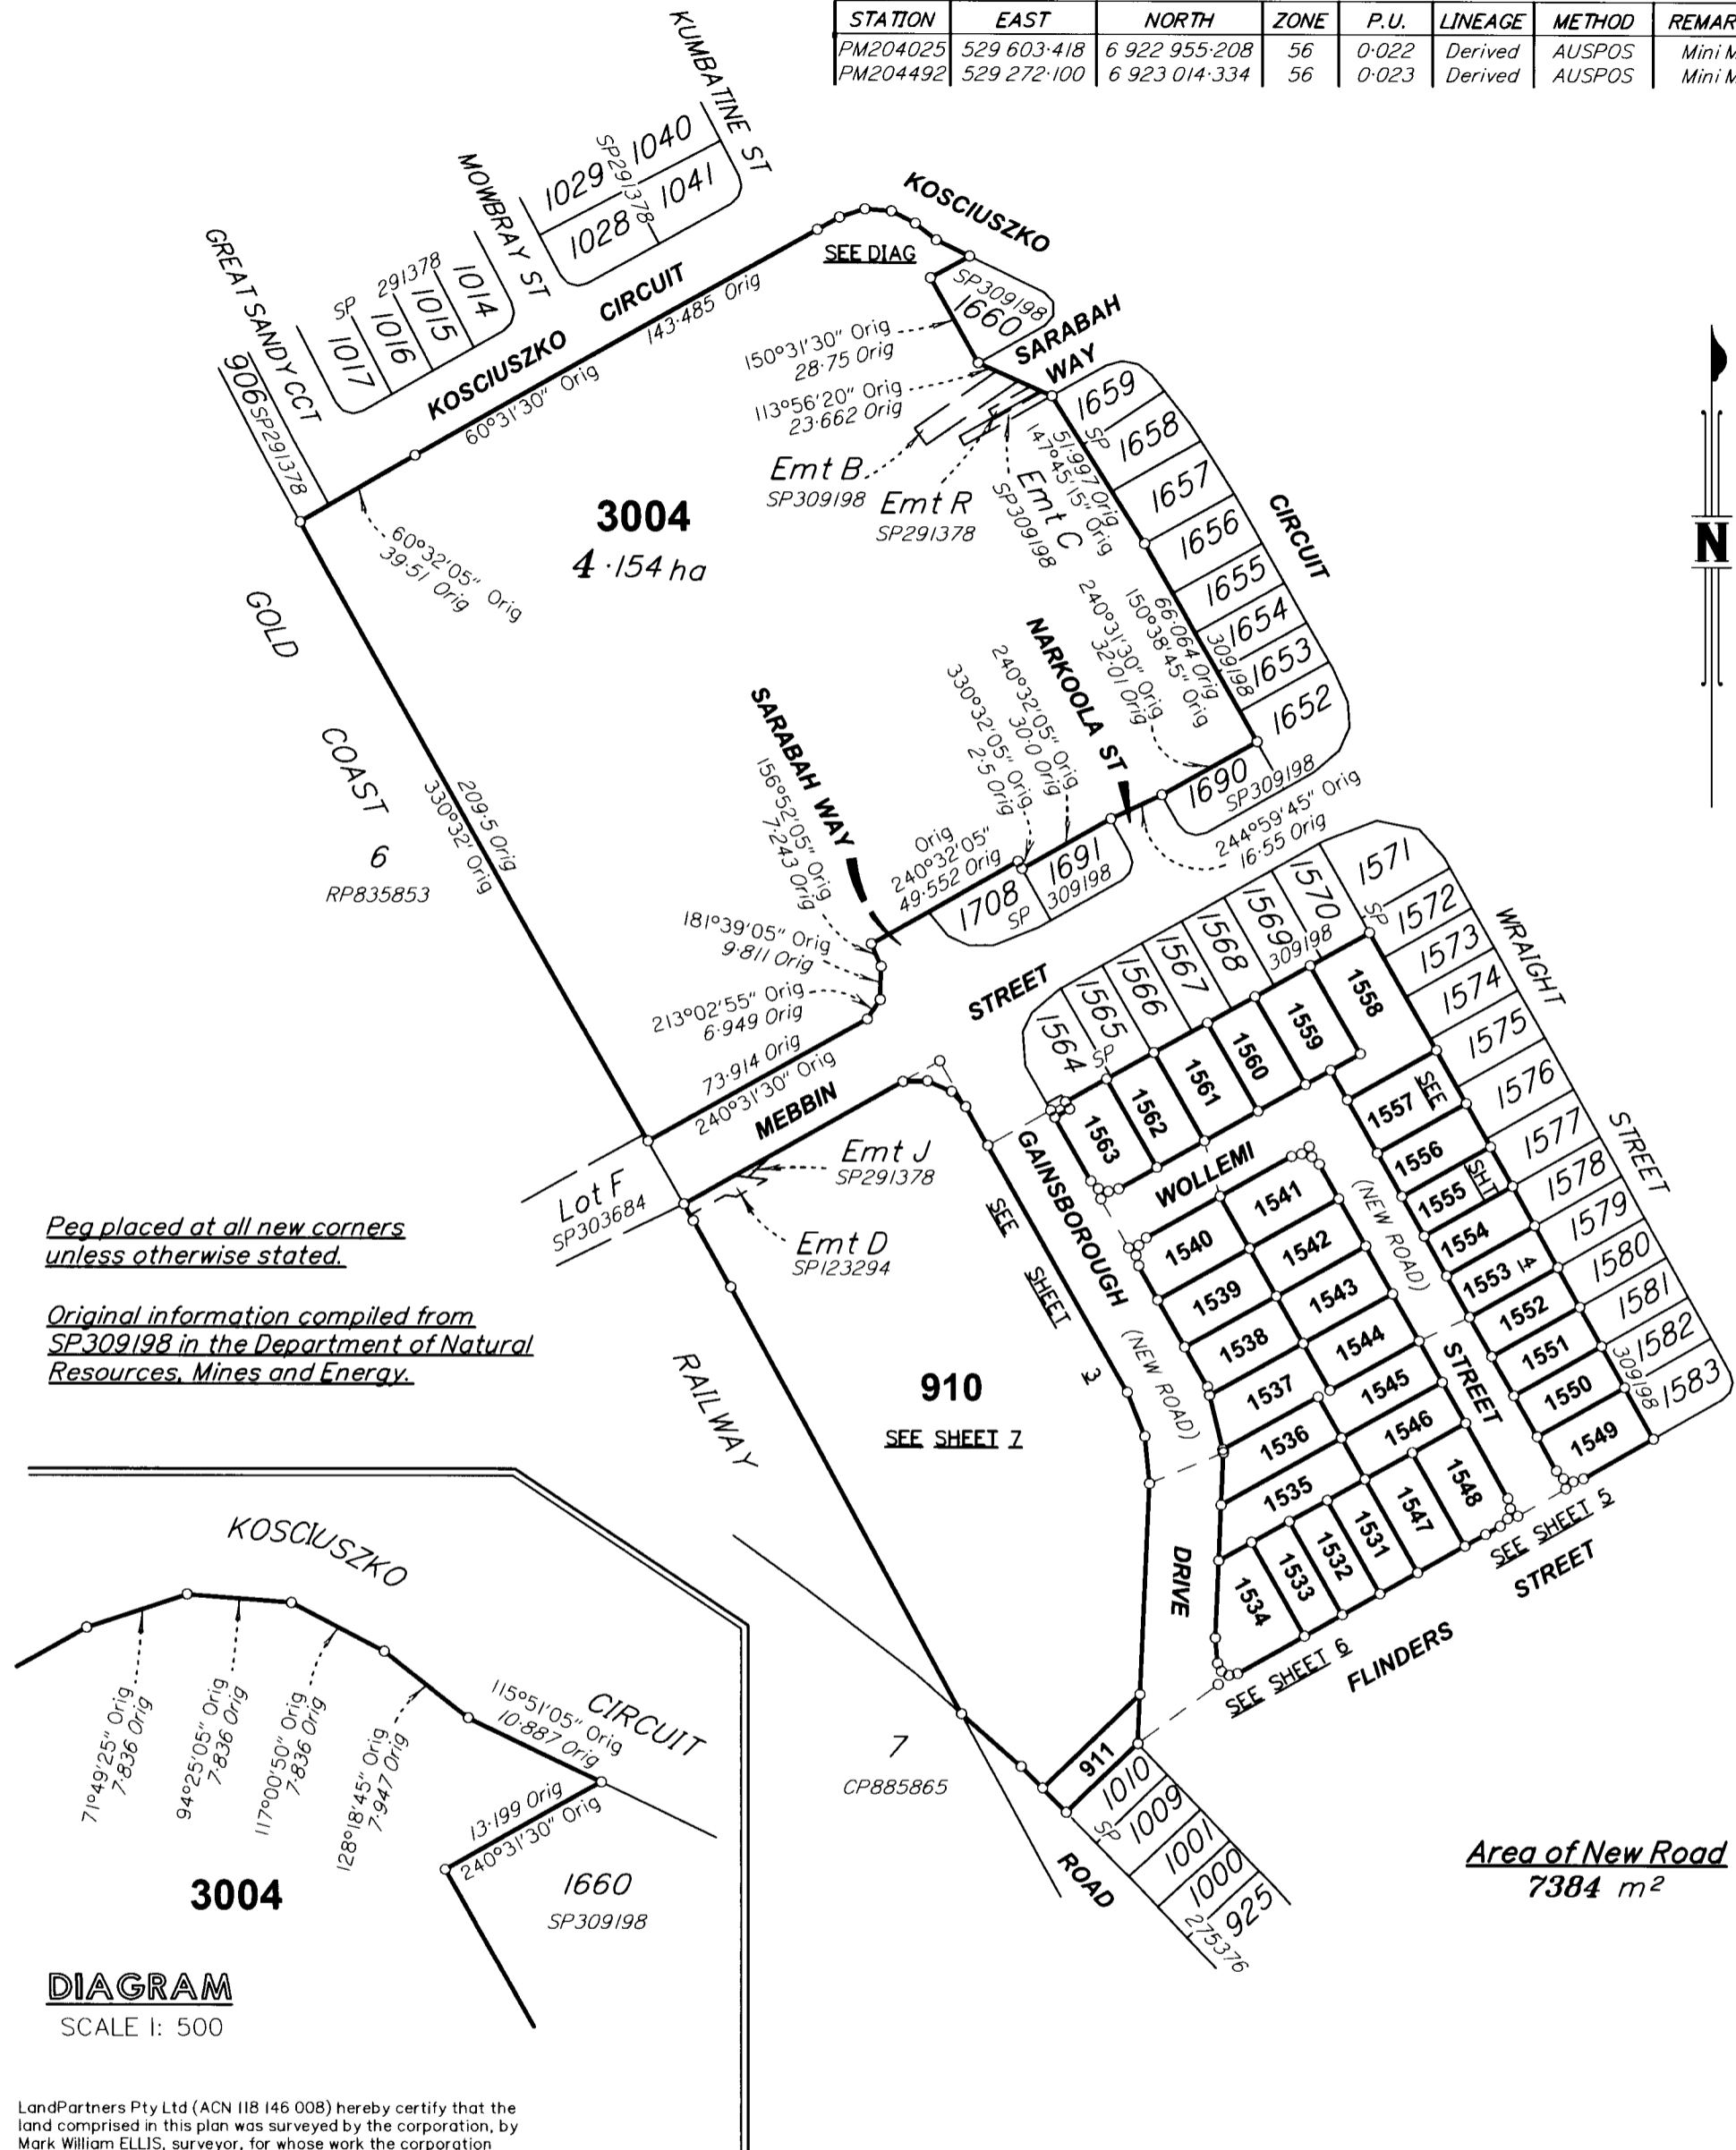 STATION EAST NORTH ZONE P.U. LINEAGE METHOD REMAR
PM204025 529 603·418 6 922 955·208 56 0·022 Derived AUSPOS Mini M
PM204492 529 272·100 6 923 014·334 56 0·023 Derived AUSPOS Mini M
KUMBATINE ST
MOWBRAY ST
GREAT SANDY CCT
1029
1040
SP291378
1028
1041
SP 291378
1017
1016
1015
1014
906
SP291378
KOSCIUSZKO CIRCUIT
143·485 Orig
60°31'30" Orig
KOSCIUSZKO
SEE DIAG
SP309198
1660
SARABAH WAY
150°31'30" Orig
28·75 Orig
113°56'20" Orig
23·662 Orig
Emt B
SP309198
Emt R
SP291378
Emt C
SP309198
51·997 Orig
147°45'15" Orig
1659
SP
1658
1657
1656
1655
1654
309198
1653
1652
CIRCUIT
N
3004
4·154 ha
60°32'05" Orig
39·51 Orig
GOLD
COAST
6
RP835853
209·5 Orig
330°32' Orig
66·064 Orig
150°38'45" Orig
240°31'30" Orig
32·01 Orig
NARKOOLA ST
240°32'05" Orig
30·0 Orig
330°32'05" Orig
2·5 Orig
1690
SP309198
244°59'45" Orig
16·55 Orig
SARABAH WAY
156°52'05" Orig
7·243 Orig
Orig
240°32'05"
49·552 Orig
1708
SP
1691
309198
181°39'05" Orig
9·811 Orig
213°02'55" Orig
6·949 Orig
73·914 Orig
240°31'30" Orig
MEBBIN
STREET
1564
1565
SP
1566
1567
1568
1569
309198
1570
1571
SP
1572
1573
1574
1575
1576
1577
1578
1579
1580
1581
1582
309198
1583
WRAIGHT
STREET
1563
1562
1561
1560
1559
1558
1557 SEE
1556
1555 SHT
1554
1553 14
1552
1551
1550
1549
WOLLEMI
(NEW ROAD)
STREET
1541
1540
1542
1539
1543
1538
1544
1537
1545
1536
1546
1535
1548
1547
1531
1532
1533
1534
GAINSBOROUGH
(NEW ROAD)
DRIVE
SEE SHEET 13
Emt J
SP291378
Emt D
SP123294
Lot F
SP303684
Peg placed at all new corners
unless otherwise stated.
Original information compiled from
SP309198 in the Department of Natural
Resources, Mines and Energy.
RAILWAY
910
SEE SHEET 7
SEE SHEET 5
SEE SHEET 6
FLINDERS STREET
7
CP885865
911
1010
SP
1009
1001
1000
925
275376
ROAD
Area of New Road
7384 m²
KOSCIUSZKO
CIRCUIT
71°49'25" Orig
7·836 Orig
94°25'05" Orig
7·836 Orig
117°00'50" Orig
7·836 Orig
128°18'45" Orig
7·947 Orig
115°51'05" Orig
10·887 Orig
13·199 Orig
240°31'30" Orig
3004
1660
SP309198
DIAGRAM
SCALE 1: 500
LandPartners Pty Ltd (ACN 118 146 008) hereby certify that the
land comprised in this plan was surveyed by the corporation, by
Mark William ELLIS, surveyor, for whose work the corporation